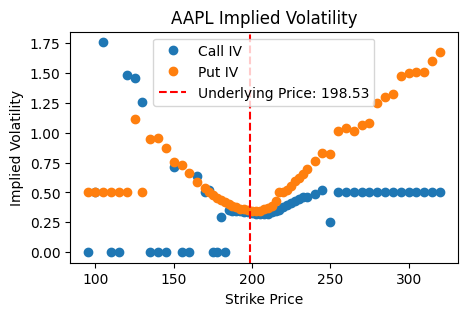 AAPL Implied Volatility
Call IV
Put IV
Underlying Price: 198.53
Implied Volatility
1.75
1.50
1.25
1.00
0.75
0.50
0.25
0.00
100
150
200
250
300
Strike Price